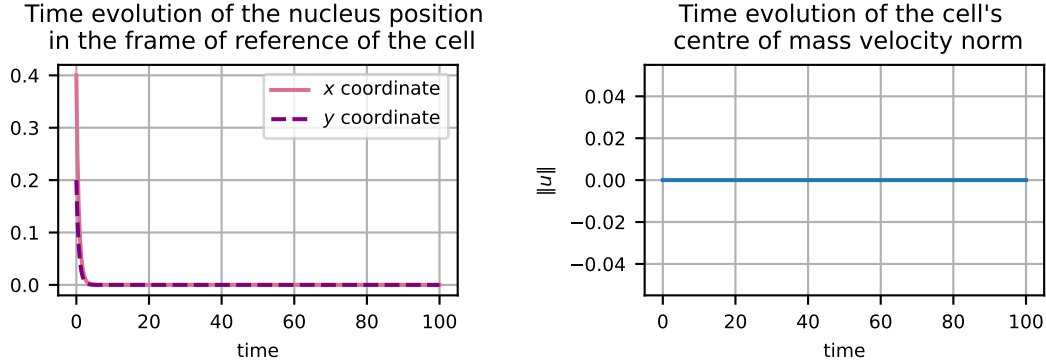 Time evolution of the nucleus position
in the frame of reference of the cell
0.4
0.3
0.2
0.1
0.0
x coordinate
y coordinate
0 20 40 60 80 100
time
Time evolution of the cell's
centre of mass velocity norm
‖u‖
0.04
0.02
0.00
−0.02
−0.04
0 20 40 60 80 100
time